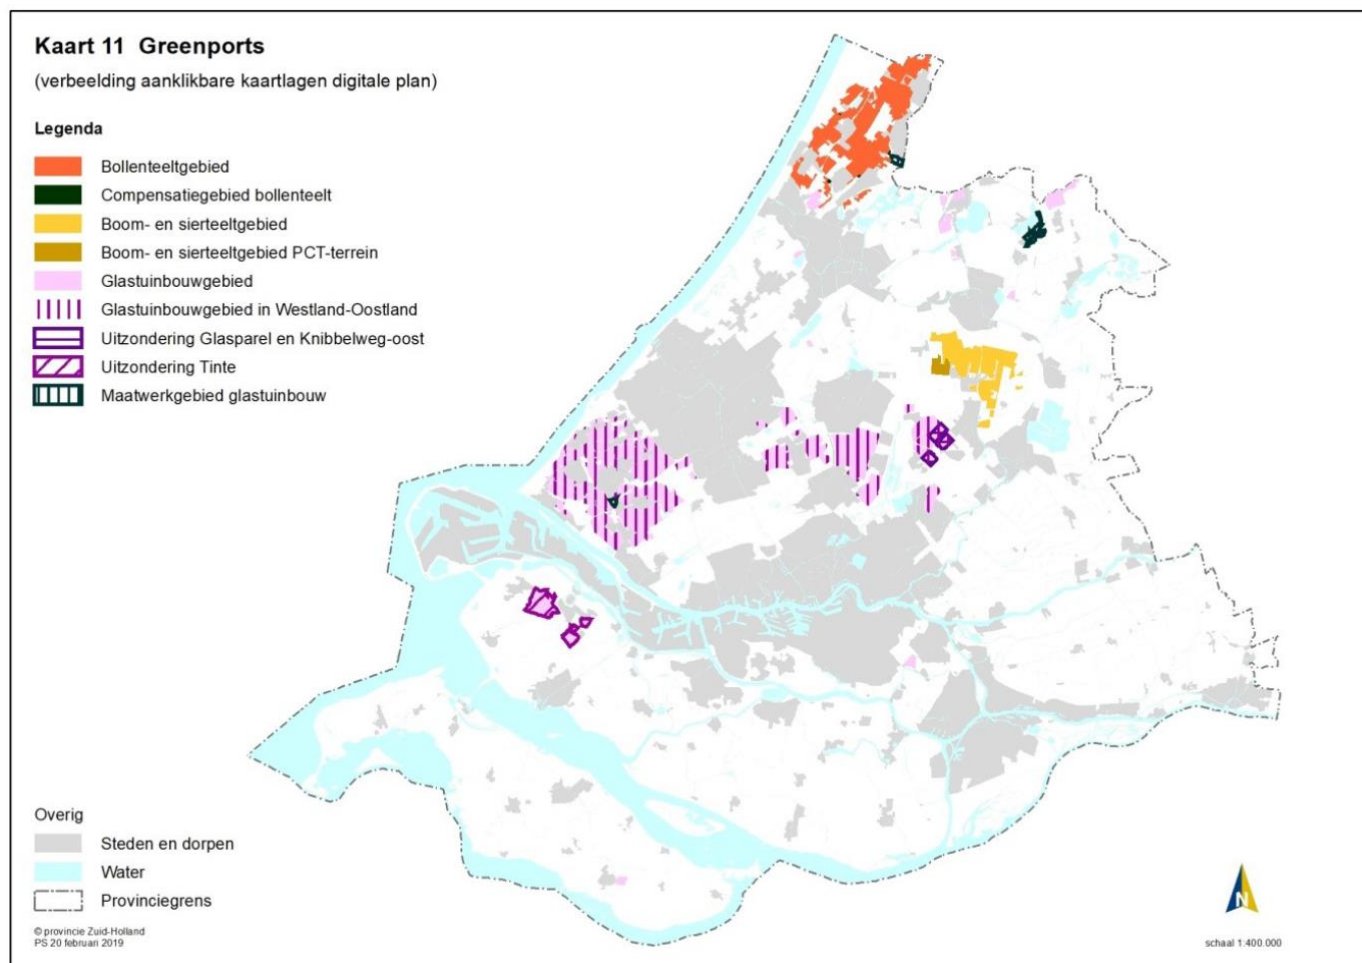 Kaart 11 Greenports
(verbeelding aanklikbare kaartlagen digitale plan)
Legenda
Bollenteeltgebied
Compensatiegebied bollenteelt
Boom- en sierteeltgebied
Boom- en sierteeltgebied PCT-terrein
Glastuinbouwgebied
Glastuinbouwgebied in Westland-Oostland
Uitzondering Glasparel en Knibbelweg-oost
Uitzondering Tinte
Maatwerkgebied glastuinbouw
Overig
Steden en dorpen
Water
Provinciegrens
© provincie Zuid-Holland
PS 20 februari 2019
N
schaal 1:400.000